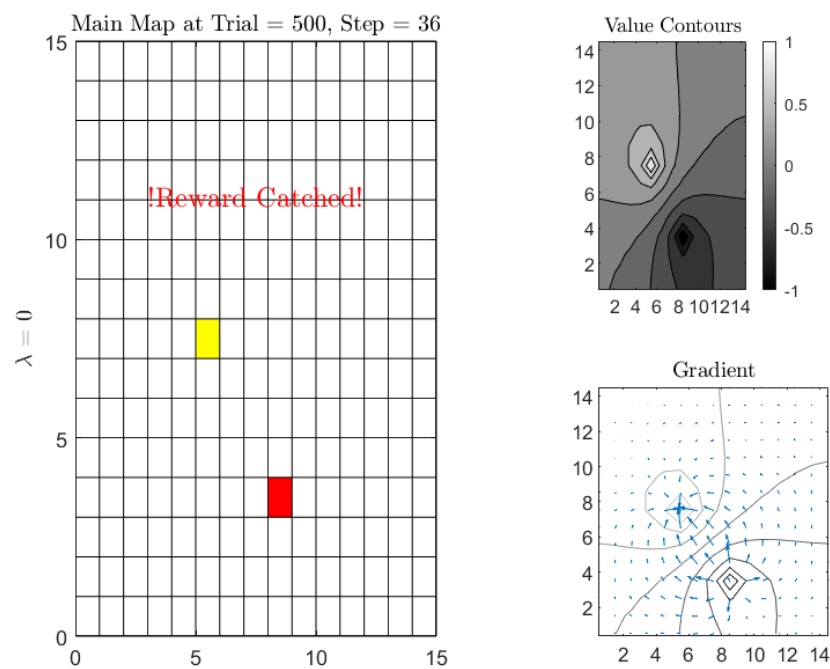 Main Map at Trial = 500, Step = 36
15
10
5
0
0 5 10 15
λ = 0
!Reward Catched!
Value Contours
14
12
10
8
6
4
2
2 4 6 8 10 12 14
1
0.5
0
-0.5
-1
Gradient
14
12
10
8
6
4
2
2 4 6 8 10 12 14